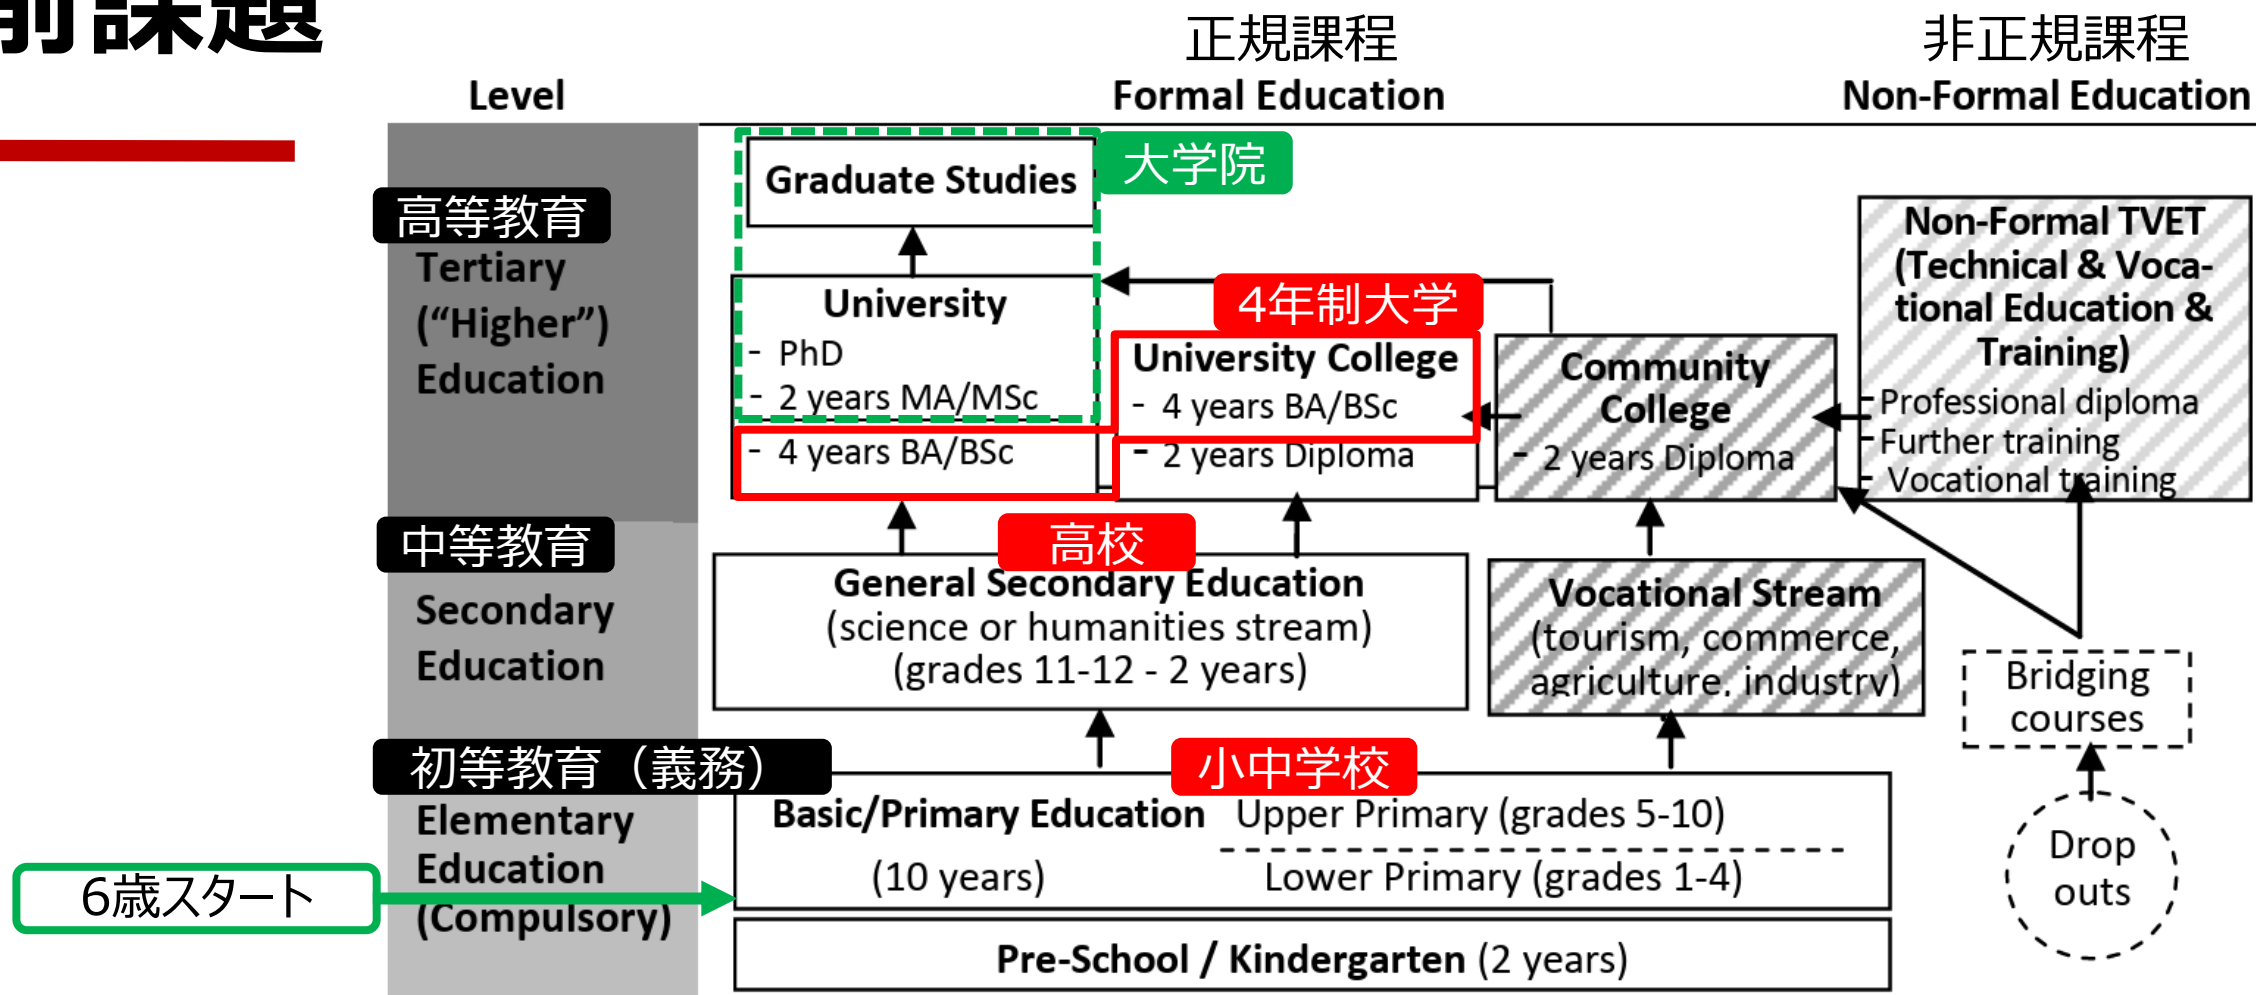 前課題
正規課程
非正規課程
Level
Formal Education
Non-Formal Education
高等教育
Tertiary
(“Higher”)
Education
Graduate Studies
大学院
University
- PhD
- 2 years MA/MSc
- 4 years BA/BSc
4年制大学
University College
- 4 years BA/BSc
- 2 years Diploma
Community
College
- 2 years Diploma
Non-Formal TVET
(Technical & Voca-
tional Education &
Training)
- Professional diploma
- Further training
- Vocational training
中等教育
Secondary
Education
高校
General Secondary Education
(science or humanities stream)
(grades 11-12 - 2 years)
Vocational Stream
(tourism, commerce,
agriculture, industry)
Bridging
courses
初等教育（義務）
Elementary
Education
(Compulsory)
小中学校
Basic/Primary Education
(10 years)
Upper Primary (grades 5-10)
Lower Primary (grades 1-4)
Drop
outs
6歳スタート
Pre-School / Kindergarten (2 years)